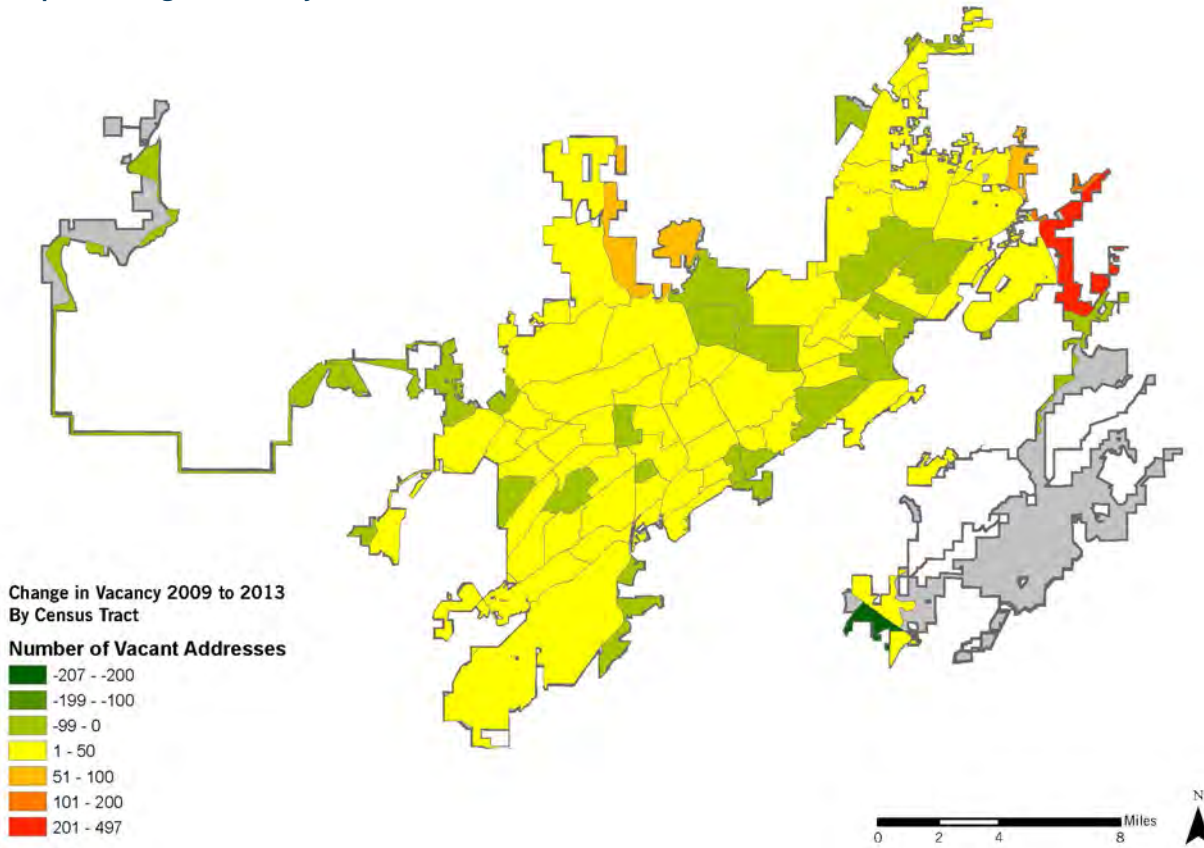 Change in Vacancy 2009 to 2013
By Census Tract
Number of Vacant Addresses
-207 - -200
-199 - -100
-99 - 0
1 - 50
51 - 100
101 - 200
201 - 497
N
Miles
0 2 4 8